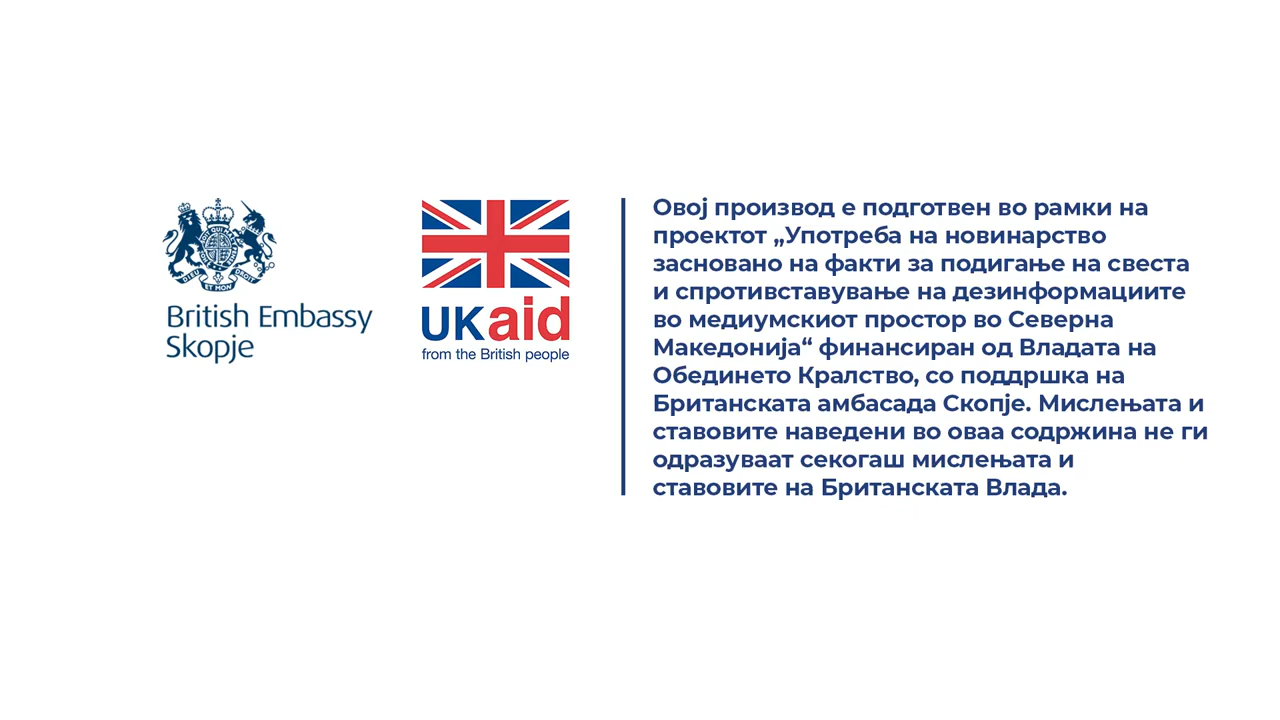 British Embassy
Skopje
UKaid
from the British people
Овој производ е подготвен во рамки на
проектот „Употреба на новинарство
засновано на факти за подигање на свеста
и спротивставување на дезинформациите
во медиумскиот простор во Северна
Македонија“ финансиран од Владата на
Обединето Кралство, со поддршка на
Британската амбасада Скопје. Мислењата и
ставовите наведени во оваа содржина не ги
одразуваат секогаш мислењата и
ставовите на Британската Влада.